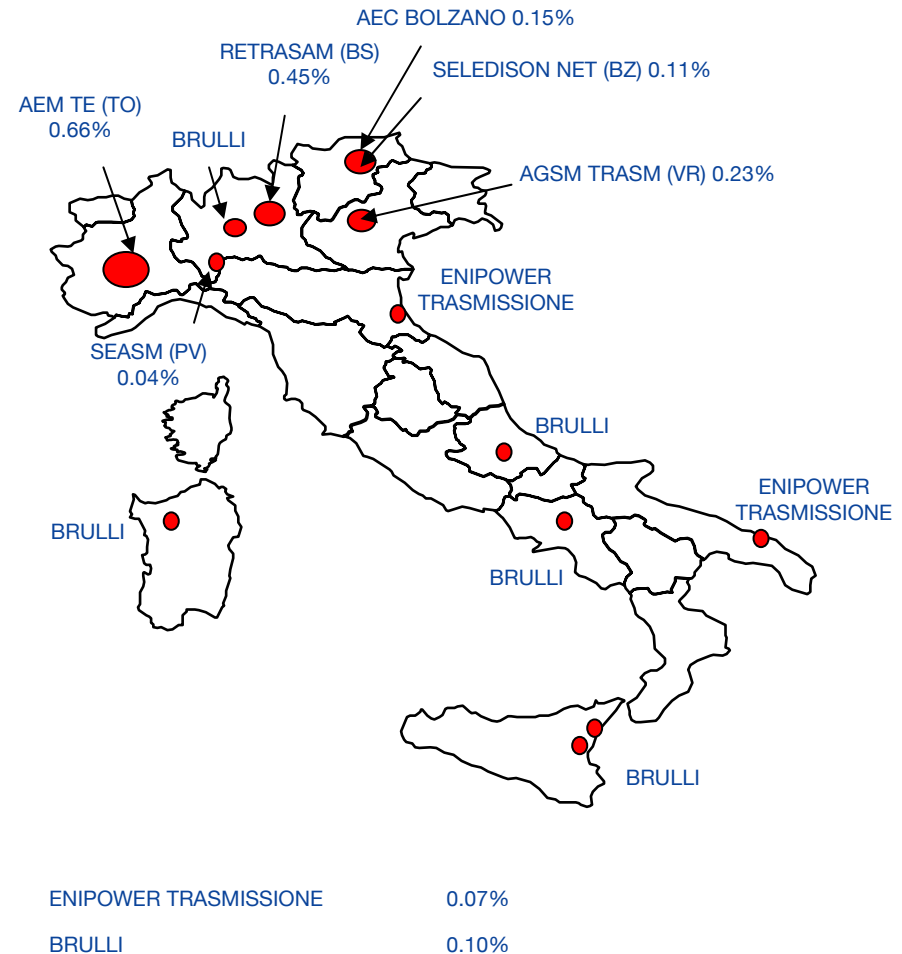 AEC BOLZANO 0.15%
RETRASAM (BS)
0.45%
SELEDISON NET (BZ) 0.11%
AEM TE (TO)
0.66%
BRULLI
AGSM TRASM (VR) 0.23%
ENIPOWER
TRASMISSIONE
SEASM (PV)
0.04%
BRULLI
ENIPOWER
TRASMISSIONE
BRULLI
BRULLI
BRULLI
ENIPOWER TRASMISSIONE 0.07%
BRULLI 0.10%